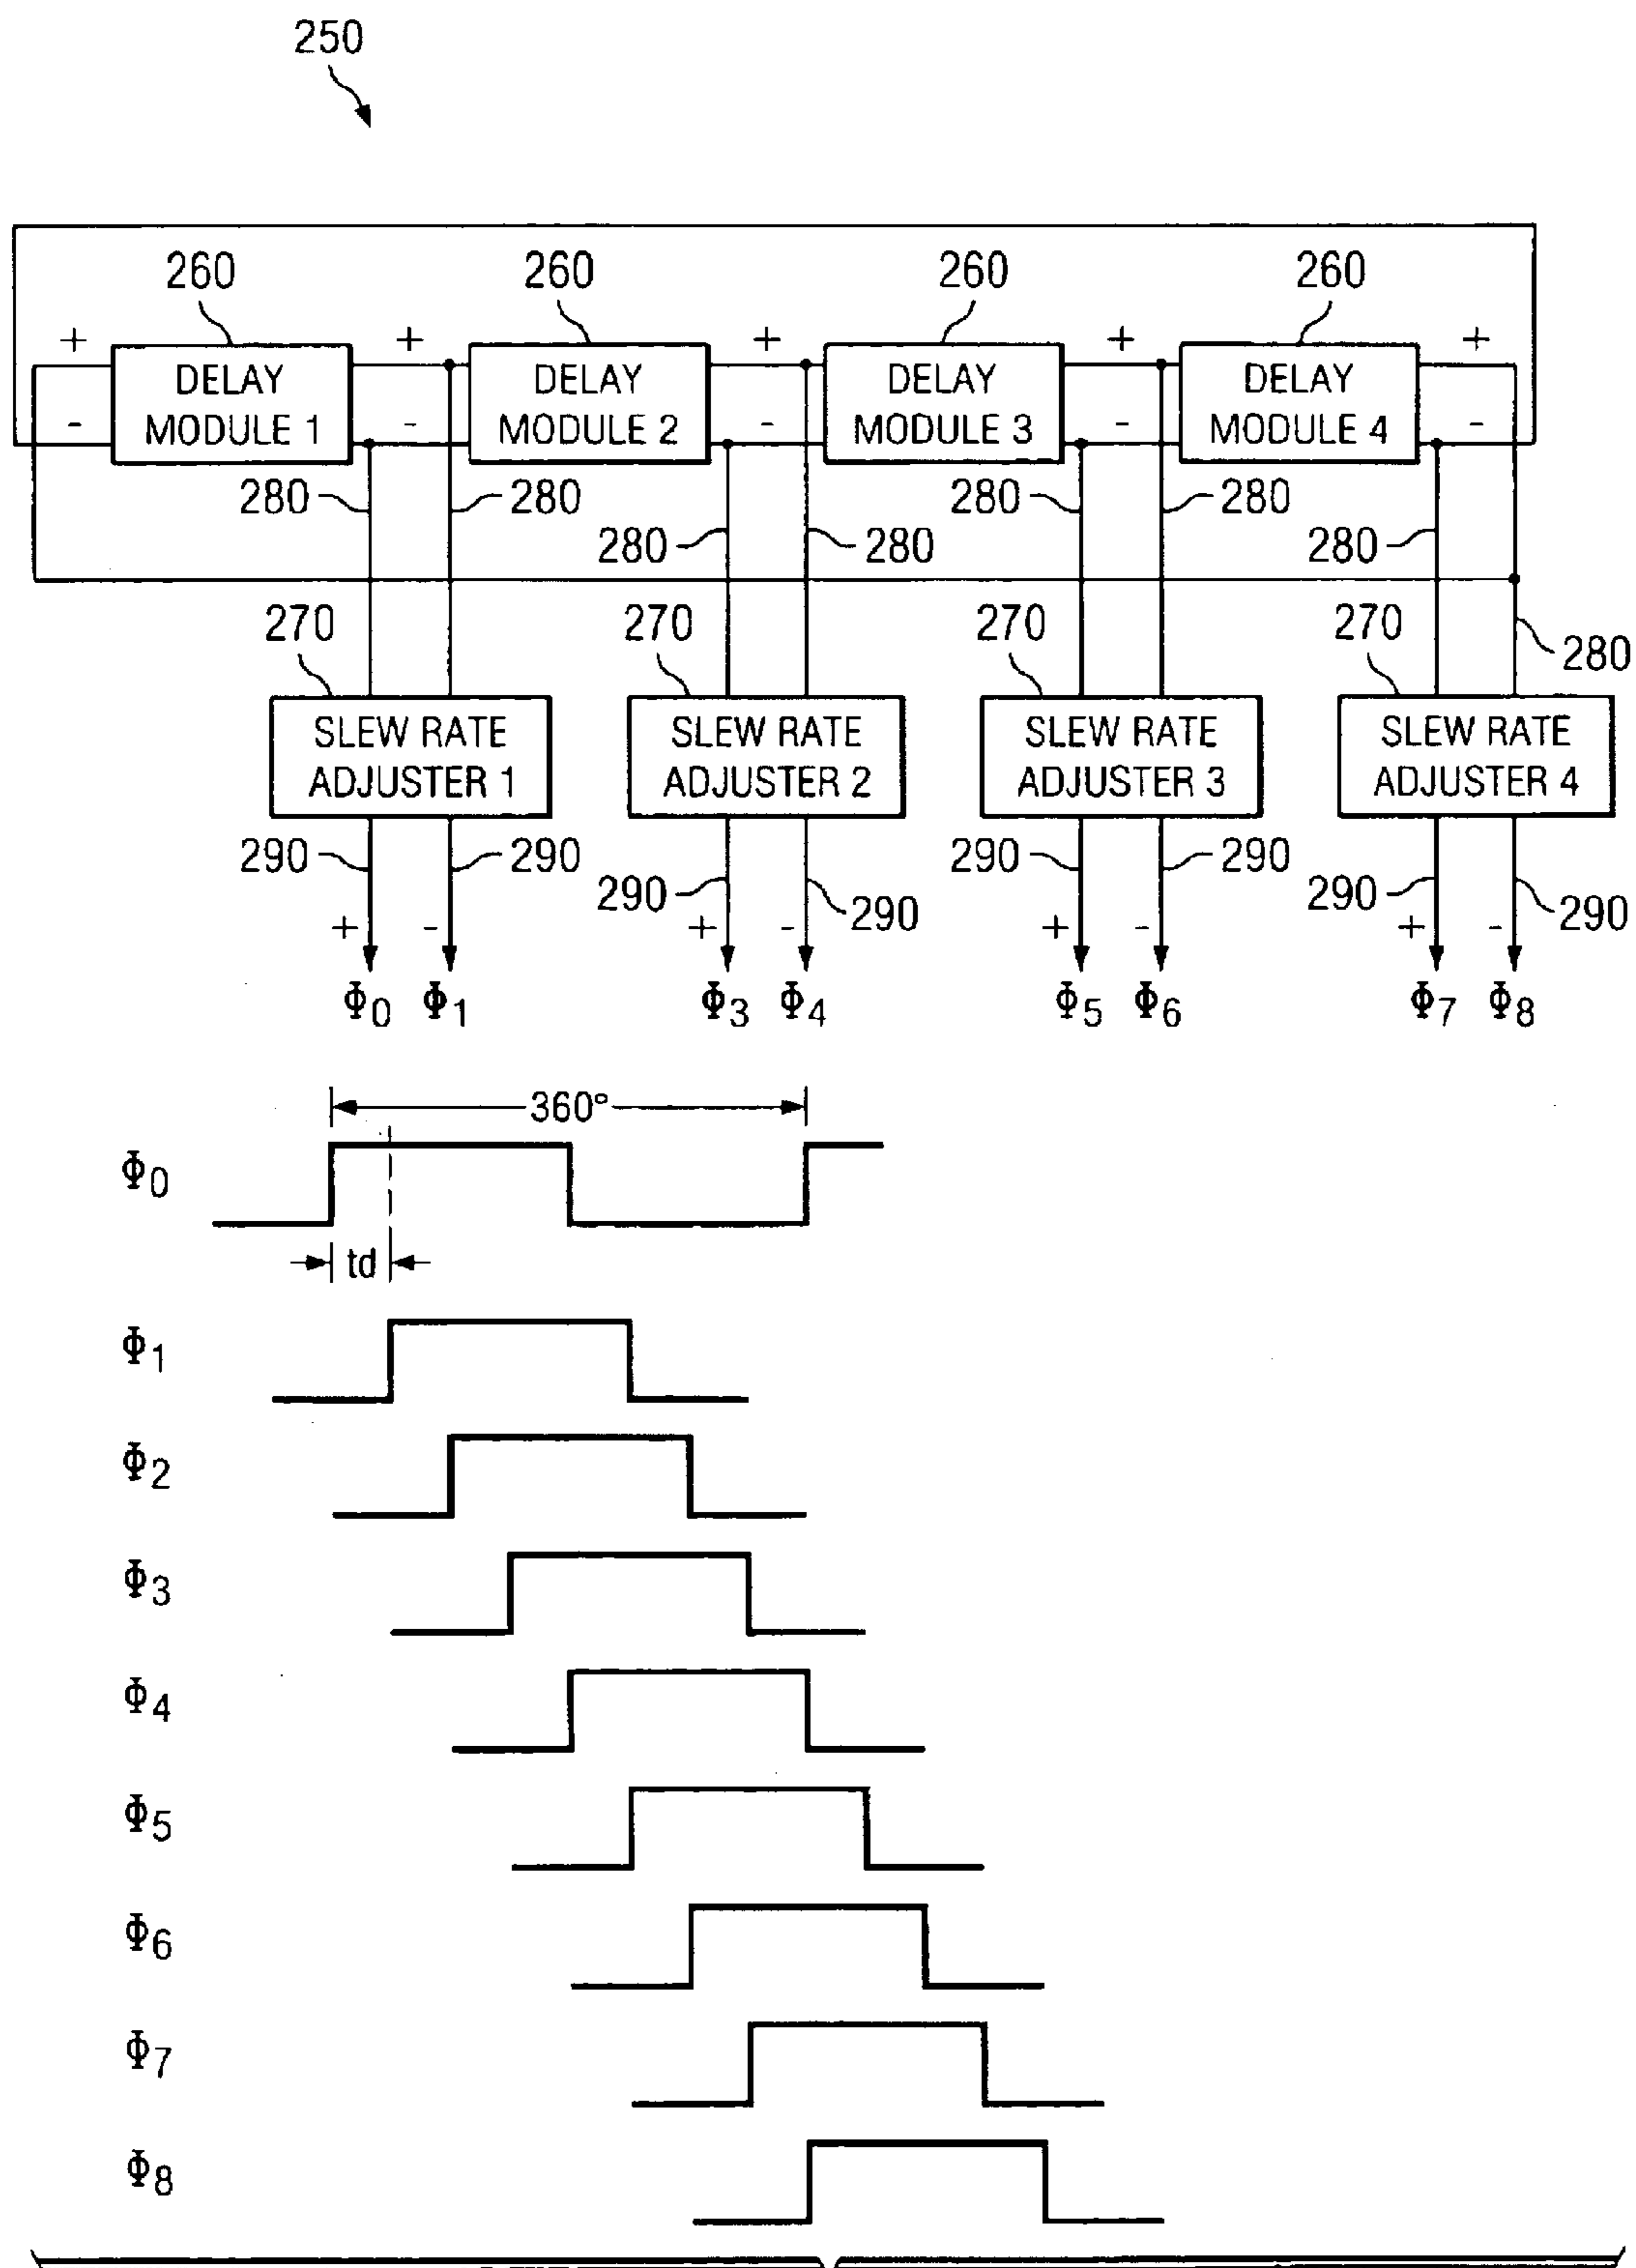 250
260 260 260 260
+ + + + +
DELAY MODULE 1
DELAY MODULE 2
DELAY MODULE 3
DELAY MODULE 4
- - - - -
280 280 280 280 280 280 280
280
270 270 270 270
SLEW RATE ADJUSTER 1
SLEW RATE ADJUSTER 2
SLEW RATE ADJUSTER 3
SLEW RATE ADJUSTER 4
290 290 290 290 290 290 290 290
+ - + - + - + -
Φ0 Φ1 Φ3 Φ4 Φ5 Φ6 Φ7 Φ8
360°
Φ0
td
Φ1
Φ2
Φ3
Φ4
Φ5
Φ6
Φ7
Φ8